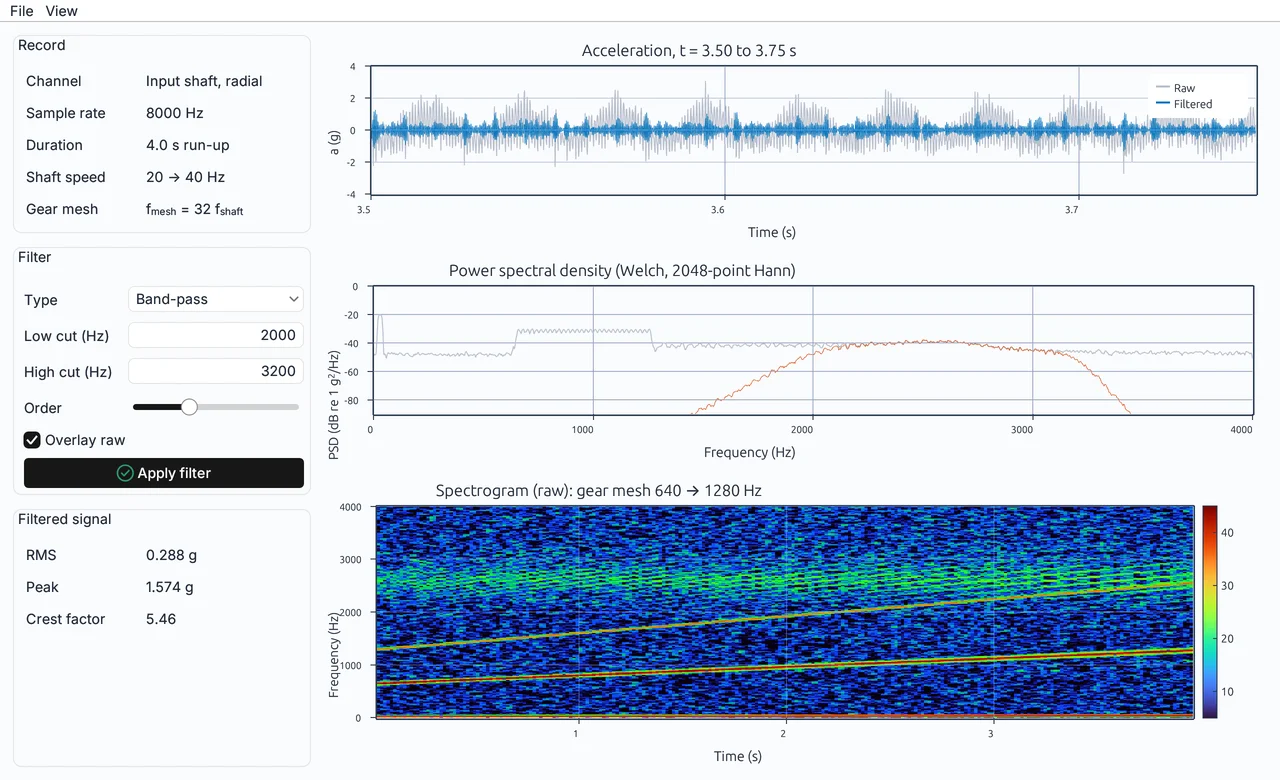 File View
Record
Channel Input shaft, radial
Sample rate 8000 Hz
Duration 4.0 s run-up
Shaft speed 20 → 40 Hz
Gear mesh fmesh = 32 fshaft
Filter
Type Band-pass
Low cut (Hz) 2000
High cut (Hz) 3200
Order
Overlay raw
Apply filter
Filtered signal
RMS 0.288 g
Peak 1.574 g
Crest factor 5.46
Acceleration, t = 3.50 to 3.75 s
4
2
0
-2
-4
a (g)
Raw
Filtered
3.5 3.6 3.7
Time (s)
Power spectral density (Welch, 2048-point Hann)
0
-20
-40
-60
-80
PSD (dB re 1 g²/Hz)
0 1000 2000 3000 4000
Frequency (Hz)
Spectrogram (raw): gear mesh 640 → 1280 Hz
4000
3000
2000
1000
0
Frequency (Hz)
1 2 3
Time (s)
40
30
20
10